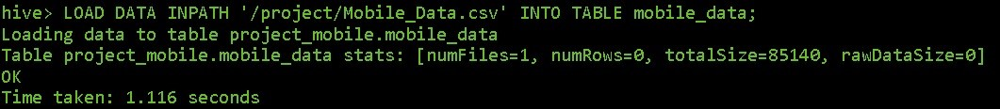 hive> LOAD DATA INPATH '/project/Mobile_Data.csv' INTO TABLE mobile_data;
Loading data to table project_mobile.mobile_data
Table project_mobile.mobile_data stats: [numFiles=1, numRows=0, totalSize=85140, rawDataSize=0]
OK
Time taken: 1.116 seconds